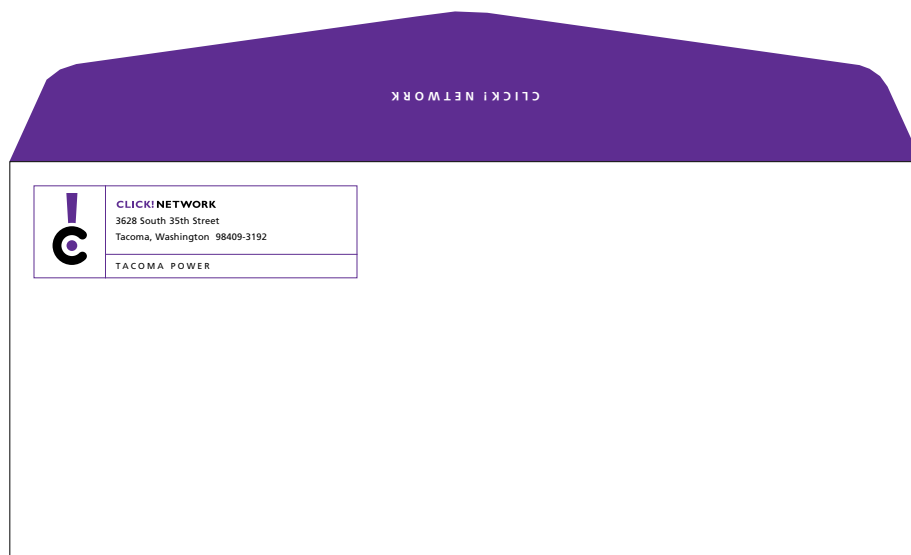 CLICK! NETWORK
CLICK! NETWORK
3628 South 35th Street
Tacoma, Washington 98409-3192
TACOMA POWER